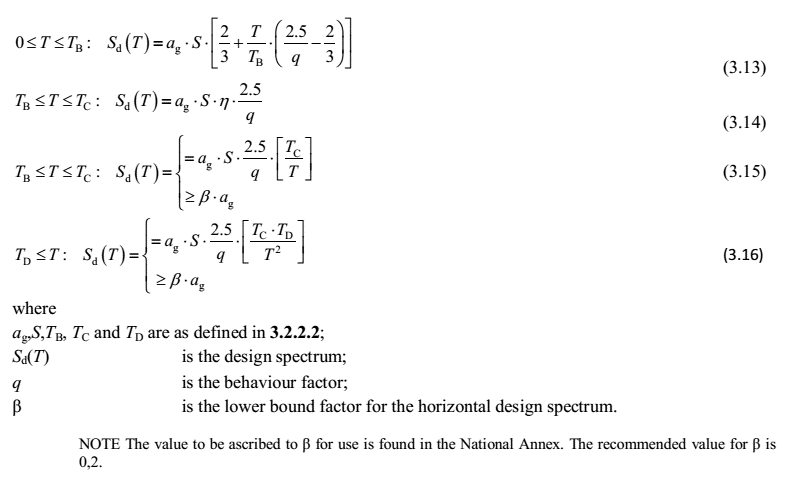 0 ≤ T ≤ T_B : S_d(T) = a_g · S · [2/3 + T/T_B · (2.5/q − 2/3)]
(3.13)
T_B ≤ T ≤ T_C : S_d(T) = a_g · S · η · 2.5/q
(3.14)
T_B ≤ T ≤ T_C : S_d(T) = { = a_g · S · 2.5/q · [T_C/T]
≥ β · a_g
(3.15)
T_D ≤ T : S_d(T) = { = a_g · S · 2.5/q · [T_C · T_D / T²]
≥ β · a_g
(3.16)
where
a_g,S,T_B, T_C and T_D are as defined in 3.2.2.2;
S_d(T) is the design spectrum;
q is the behaviour factor;
β is the lower bound factor for the horizontal design spectrum.
NOTE The value to be ascribed to β for use is found in the National Annex. The recommended value for β is
0,2.